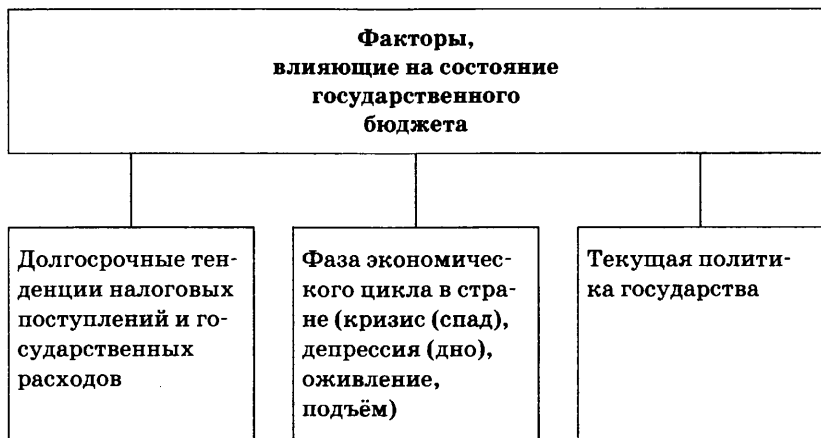 Факторы,
влияющие на состояние
государственного
бюджета
Долгосрочные тен-
денции налоговых
поступлений и го-
сударственных
расходов
Фаза экономичес-
кого цикла в стра-
не (кризис (спад),
депрессия (дно),
оживление,
подъём)
Текущая полити-
ка государства